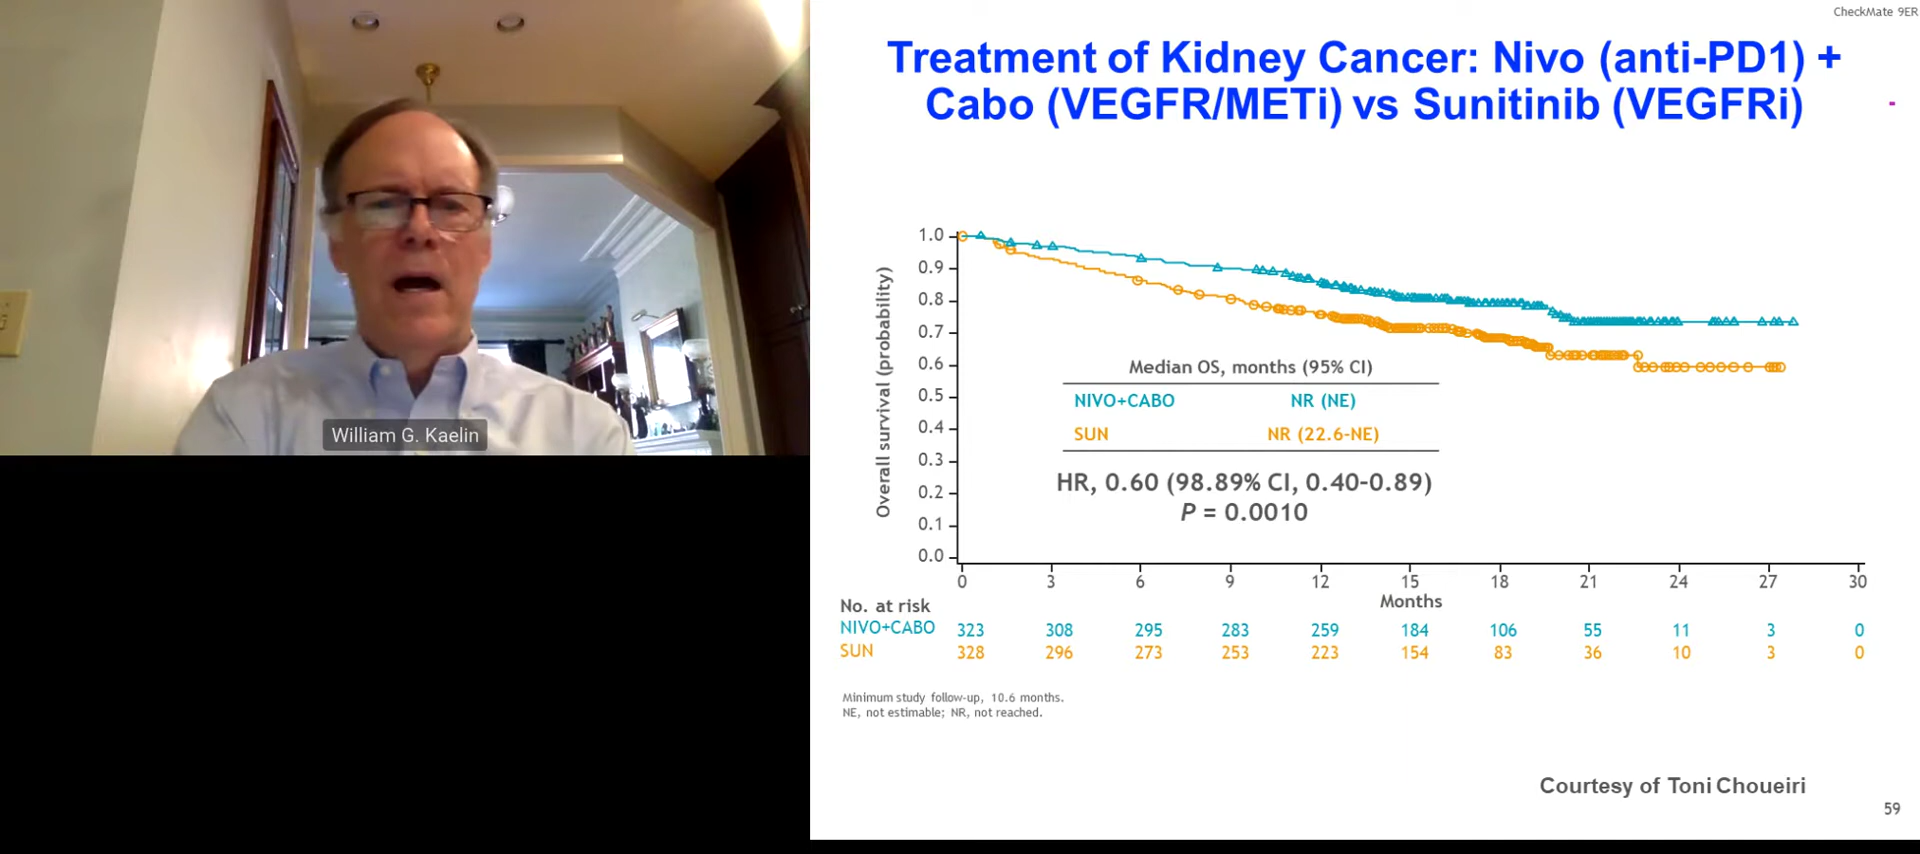 CheckMate 9ER
Treatment of Kidney Cancer: Nivo (anti-PD1) +
Cabo (VEGFR/METi) vs Sunitinib (VEGFRi)
William G. Kaelin
Overall survival (probability)
1.0
0.9
0.8
0.7
0.6
0.5
0.4
0.3
0.2
0.1
0.0
Median OS, months (95% CI)
NIVO+CABO NR (NE)
SUN NR (22.6-NE)
HR, 0.60 (98.89% CI, 0.40-0.89)
P = 0.0010
0 3 6 9 12 15 18 21 24 27 30
Months
No. at risk
NIVO+CABO 323 308 295 283 259 184 106 55 11 3 0
SUN 328 296 273 253 223 154 83 36 10 3 0
Minimum study follow-up, 10.6 months.
NE, not estimable; NR, not reached.
Courtesy of Toni Choueiri
59